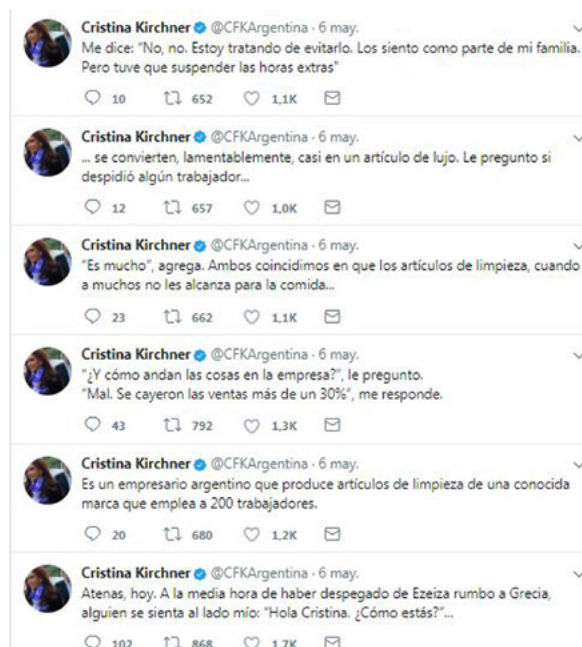 Cristina Kirchner @CFKArgentina · 6 may.
Me dice: "No, no. Estoy tratando de evitarlo. Los siento como parte de mi familia.
Pero tuve que suspender las horas extras"
10 652 1,1K
Cristina Kirchner @CFKArgentina · 6 may.
... se convierten, lamentablemente, casi en un artículo de lujo. Le pregunto si
despidió algún trabajador...
12 657 1,0K
Cristina Kirchner @CFKArgentina · 6 may.
"Es mucho", agrega. Ambos coincidimos en que los artículos de limpieza, cuando
a muchos no les alcanza para la comida...
23 662 1,1K
Cristina Kirchner @CFKArgentina · 6 may.
"¿Y cómo andan las cosas en la empresa?", le pregunto.
"Mal. Se cayeron las ventas más de un 30%", me responde.
43 792 1,3K
Cristina Kirchner @CFKArgentina · 6 may.
Es un empresario argentino que produce artículos de limpieza de una conocida
marca que emplea a 200 trabajadores.
20 680 1,2K
Cristina Kirchner @CFKArgentina · 6 may.
Atenas, hoy. A la media hora de haber despegado de Ezeiza rumbo a Grecia,
alguien se sienta al lado mío: "Hola Cristina. ¿Cómo estás?"...
102 868 1,7K